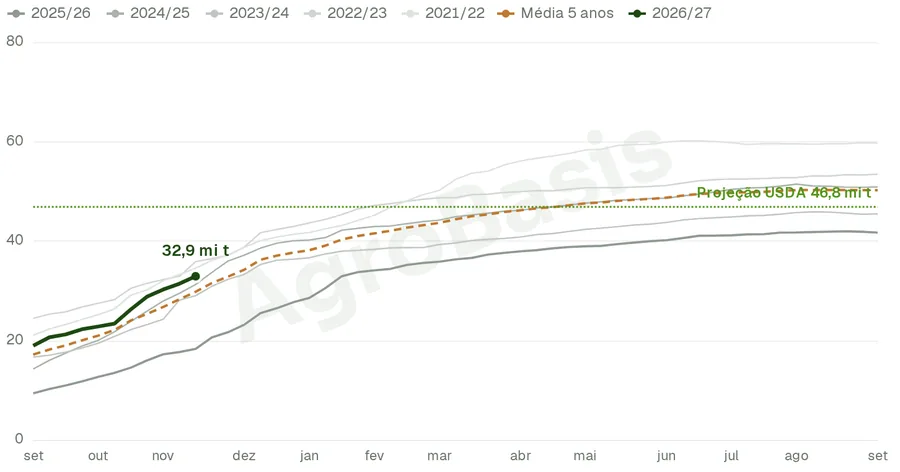 2025/26 2024/25 2023/24 2022/23 2021/22 Média 5 anos 2026/27
80
60
AgroBasis
Projeção USDA 46,8 mi t
40
32,9 mi t
20
0
set out nov dez jan fev mar abr mai jun jul ago set